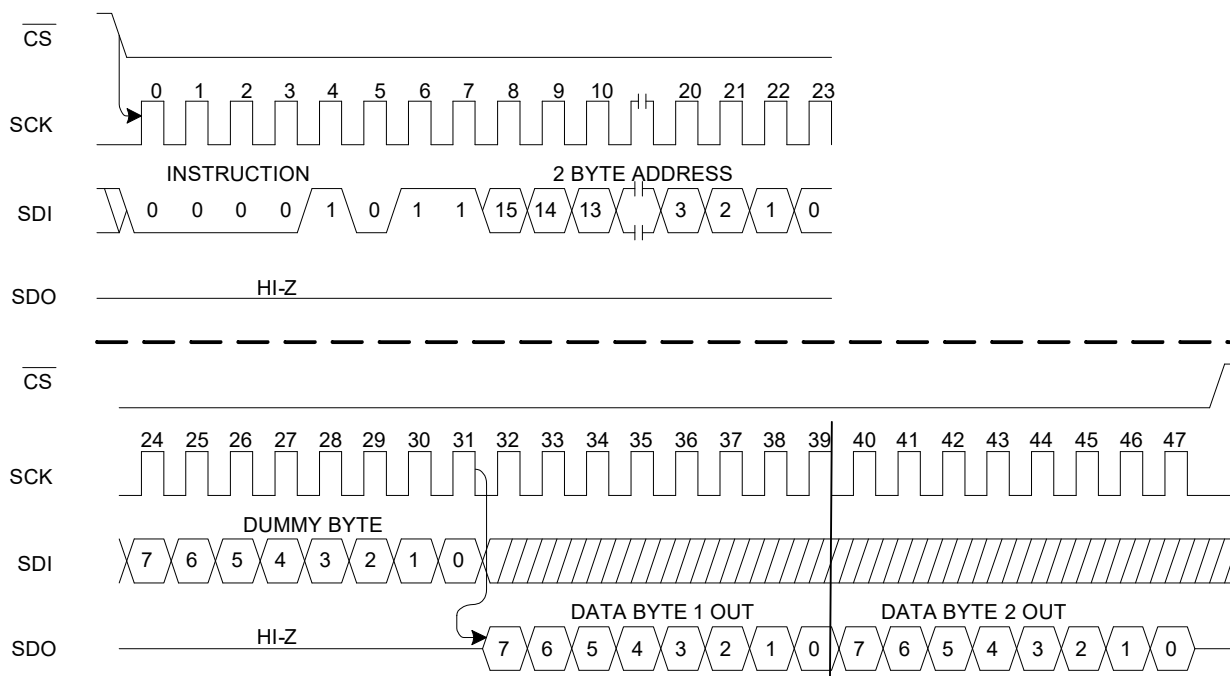 CS
0 1 2 3 4 5 6 7 8 9 10 20 21 22 23
SCK
INSTRUCTION 2 BYTE ADDRESS
SDI 0 0 0 0 1 0 1 1 15 14 13 3 2 1 0
HI-Z
SDO
CS
24 25 26 27 28 29 30 31 32 33 34 35 36 37 38 39 40 41 42 43 44 45 46 47
SCK
DUMMY BYTE
SDI 7 6 5 4 3 2 1 0
DATA BYTE 1 OUT DATA BYTE 2 OUT
HI-Z
SDO 7 6 5 4 3 2 1 0 7 6 5 4 3 2 1 0